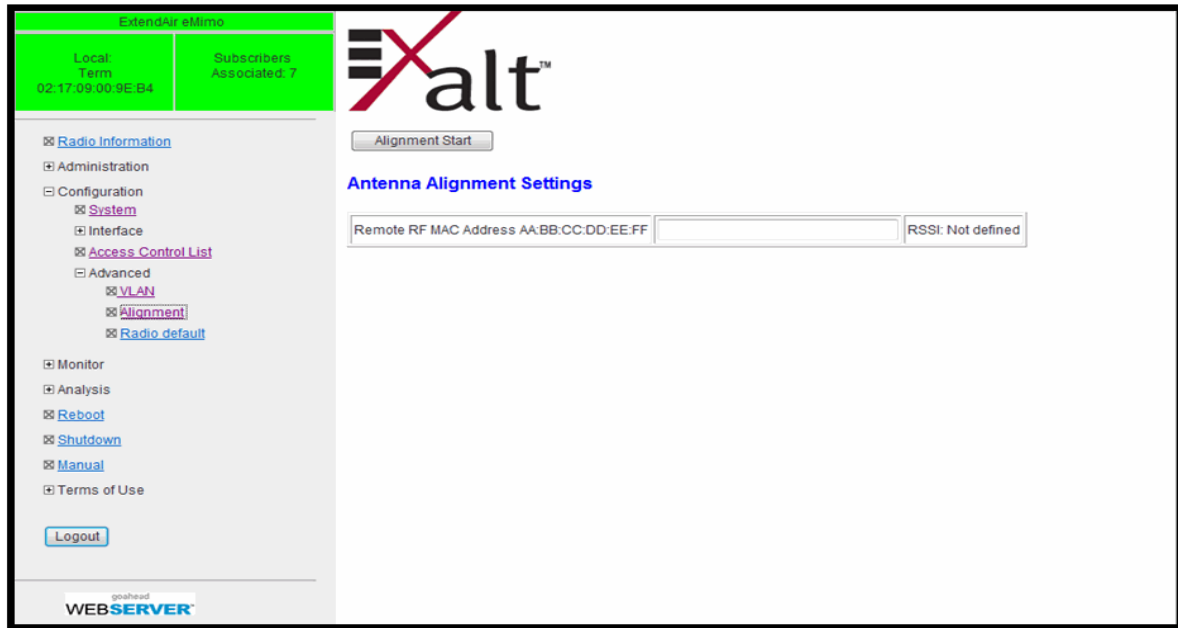 ExtendAir eMimo
Local:
Term
02:17:09:00:9E:B4
Subscribers
Associated: 7
Radio Information
Administration
Configuration
System
Interface
Access Control List
Advanced
VLAN
Alignment
Radio default
Monitor
Analysis
Reboot
Shutdown
Manual
Terms of Use
Logout
goahead
WEBSERVER
Exalt™
Alignment Start
Antenna Alignment Settings
Remote RF MAC Address AA:BB:CC:DD:EE:FF
RSSI: Not defined